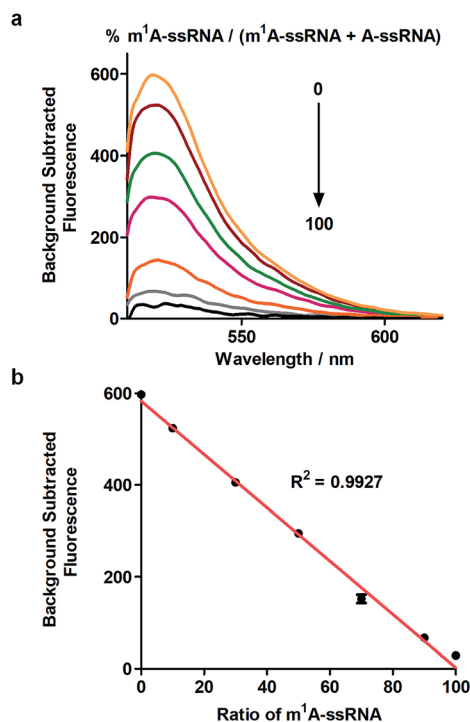 a
% m¹A-ssRNA / (m¹A-ssRNA + A-ssRNA)
Background Subtracted
Fluorescence
600
400
200
0
0
100
550
600
Wavelength / nm
b
Background Subtracted
Fluorescence
600
400
200
0
R² = 0.9927
0
20
40
60
80
100
Ratio of m¹A-ssRNA